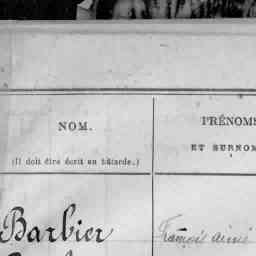 NOM.
(Il doit être écrit en bâtarde.)
PRÉNOMS
ET SURNOM
Barbier